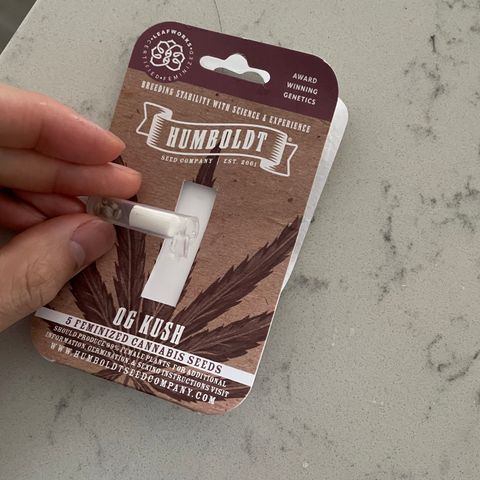 LEAFWORKS
CERTIFIED • FEMINIZED
AWARD
WINNING
GENETICS
BREEDING STABILITY WITH SCIENCE & EXPERIENCE
HUMBOLDT
SEED COMPANY EST. 2001
OG KUSH
5 FEMINIZED CANNABIS SEEDS
SHOULD PRODUCE 99% FEMALE PLANTS. FOR ADDITIONAL
INFORMATION, GERMINATION & SEXING INSTRUCTIONS VISIT
WWW.HUMBOLDTSEEDCOMPANY.COM